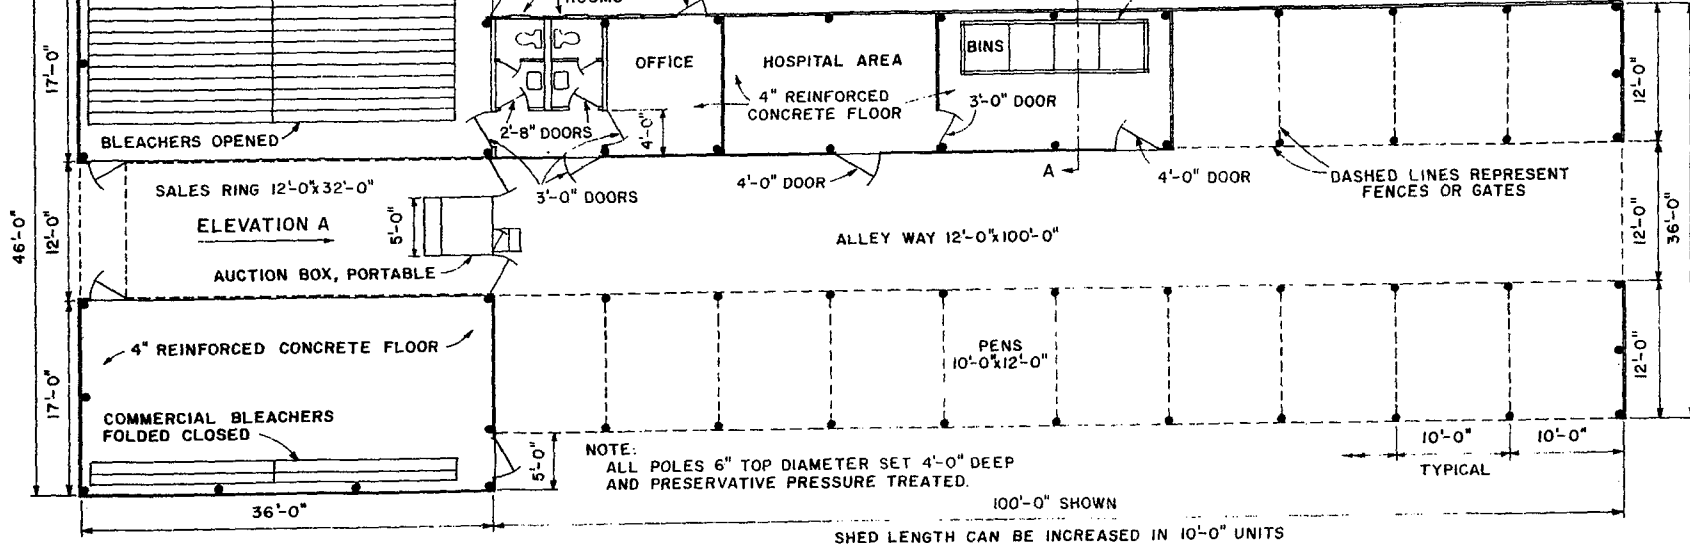 ROOMS
17'-0"
BLEACHERS OPENED
OFFICE
HOSPITAL AREA
BINS
4" REINFORCED
CONCRETE FLOOR
3'-0" DOOR
2'-8" DOORS
4'-0"
12'-0"
SALES RING 12'-0"x32'-0"
3'-0" DOORS
4'-0" DOOR
A
4'-0" DOOR
DASHED LINES REPRESENT
FENCES OR GATES
46'-0"
12'-0"
ELEVATION A
5'-0"
ALLEY WAY 12'-0"x100'-0"
12'-0"
36'-0"
AUCTION BOX, PORTABLE
4" REINFORCED CONCRETE FLOOR
PENS
10'-0"x12'-0"
12'-0"
17'-0"
COMMERCIAL BLEACHERS
FOLDED CLOSED
5'-0"
NOTE:
ALL POLES 6" TOP DIAMETER SET 4'-0" DEEP
AND PRESERVATIVE PRESSURE TREATED.
10'-0"
10'-0"
TYPICAL
36'-0"
100'-0" SHOWN
SHED LENGTH CAN BE INCREASED IN 10'-0" UNITS